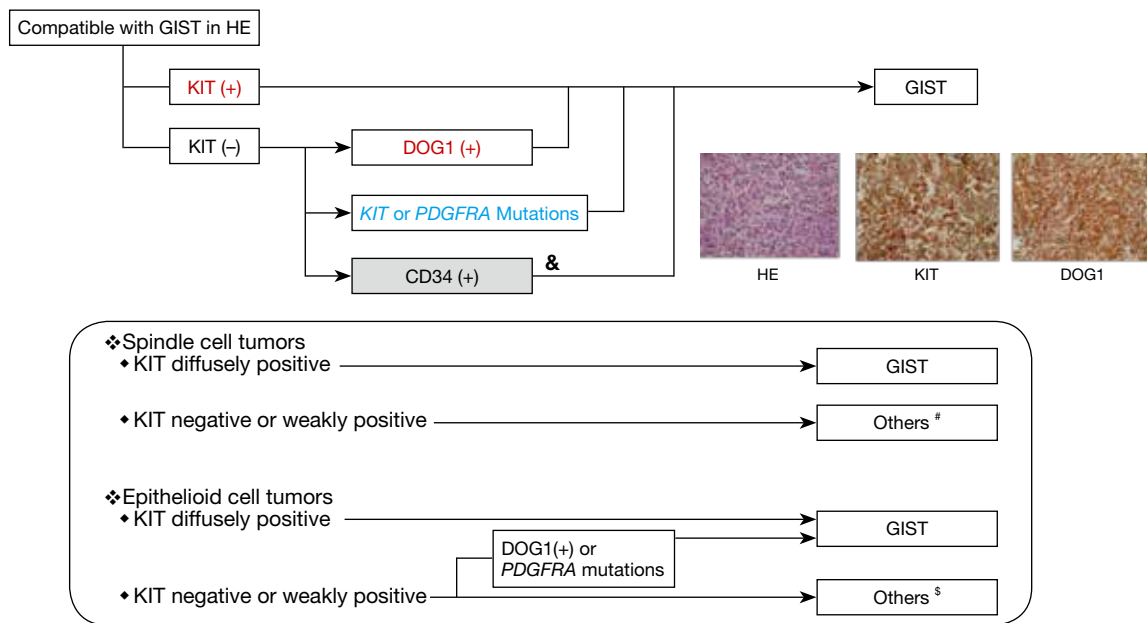 Compatible with GIST in HE
KIT (+)
GIST
KIT (–)
DOG1 (+)
KIT or PDGFRA Mutations
CD34 (+)
&
HE
KIT
DOG1
❖Spindle cell tumors
◆ KIT diffusely positive
GIST
◆ KIT negative or weakly positive
Others #
❖Epithelioid cell tumors
◆ KIT diffusely positive
GIST
DOG1(+) or
PDGFRA mutations
◆ KIT negative or weakly positive
Others $